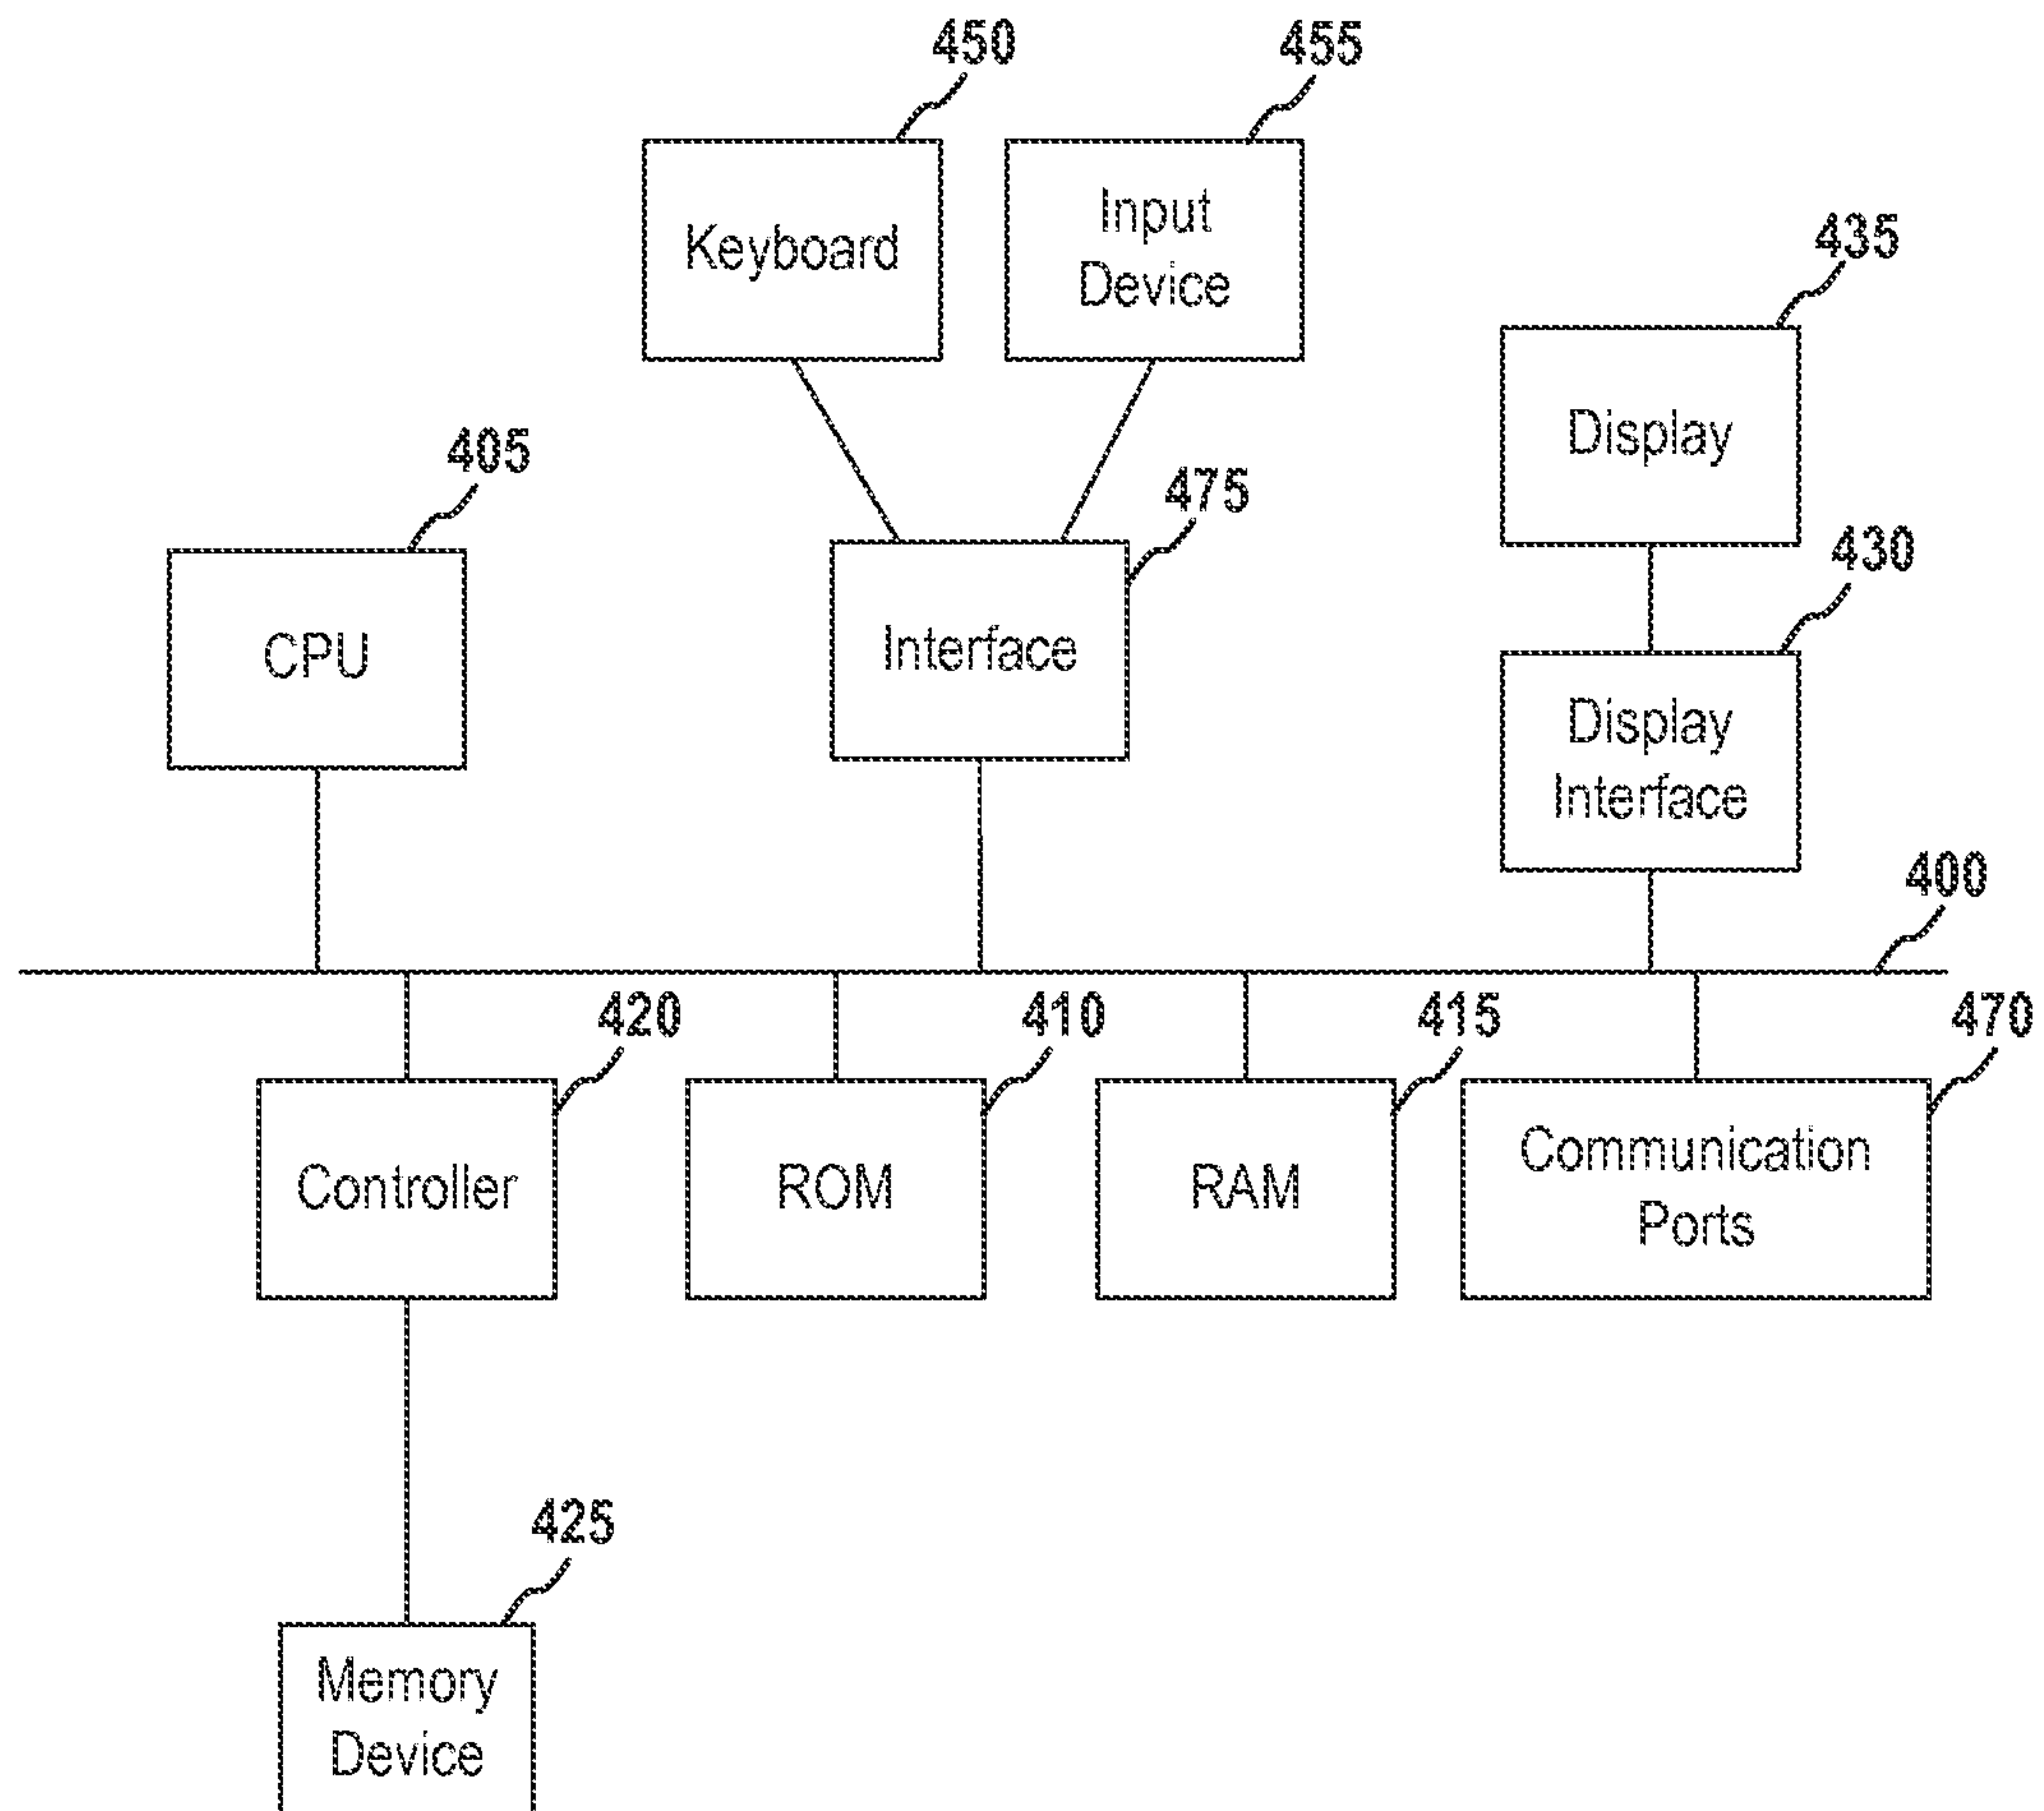 450
455
Keyboard
Input
Device
435
Display
405
475
430
CPU
Interface
Display
Interface
400
420
410
415
470
Controller
ROM
RAM
Communication
Ports
425
Memory
Device